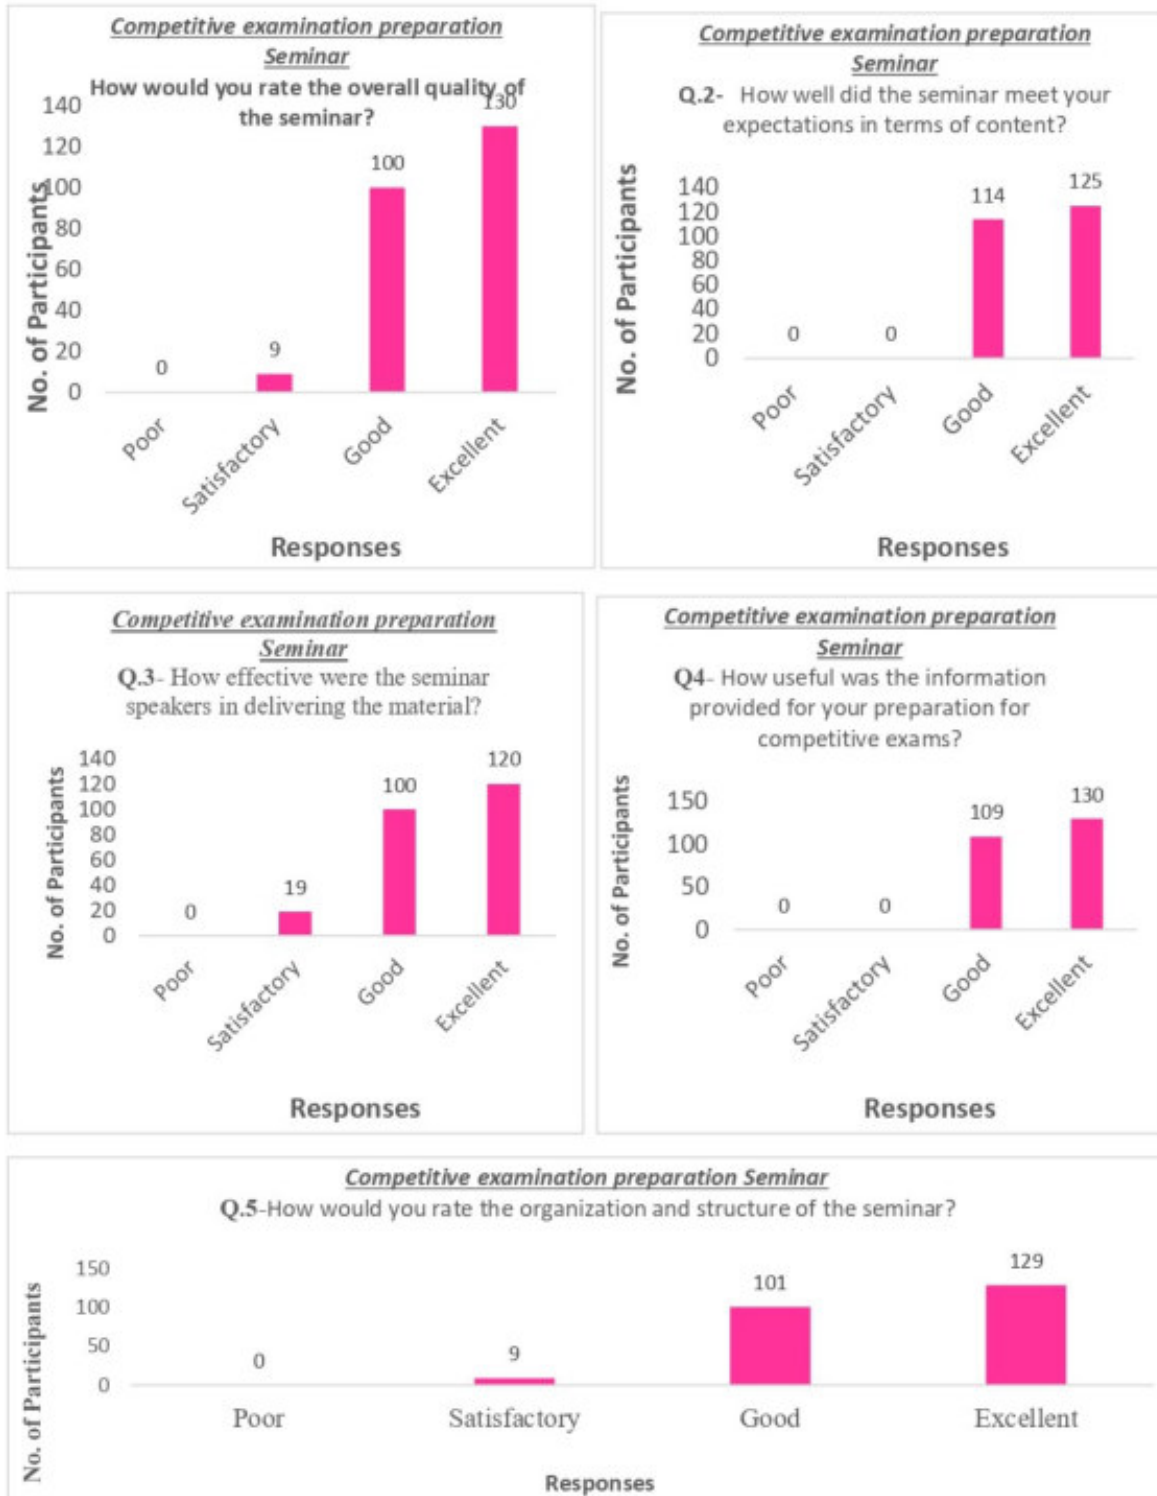 Competitive examination preparation
Seminar
How would you rate the overall quality of
the seminar?
No. of Participants
140
120
100
80
60
40
20
0
0
9
100
130
Poor
Satisfactory
Good
Excellent
Responses
Competitive examination preparation
Seminar
Q.2- How well did the seminar meet your
expectations in terms of content?
No. of Participants
140
120
100
80
60
40
20
0
0
0
114
125
Poor
Satisfactory
Good
Excellent
Responses
Competitive examination preparation
Seminar
Q.3- How effective were the seminar
speakers in delivering the material?
No. of Participants
140
120
100
80
60
40
20
0
0
19
100
120
Poor
Satisfactory
Good
Excellent
Responses
Competitive examination preparation
Seminar
Q4- How useful was the information
provided for your preparation for
competitive exams?
No. of Participants
150
100
50
0
0
0
109
130
Poor
Satisfactory
Good
Excellent
Responses
Competitive examination preparation Seminar
Q.5-How would you rate the organization and structure of the seminar?
No. of Participants
150
100
50
0
0
9
101
129
Poor
Satisfactory
Good
Excellent
Responses